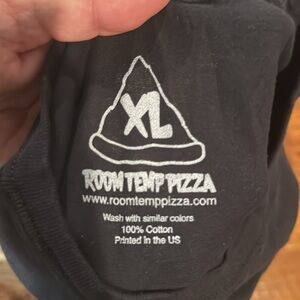 XL
ROOM TEMP PIZZA
www.roomtemppizza.com
Wash with similar colors
100% Cotton
Printed in the US